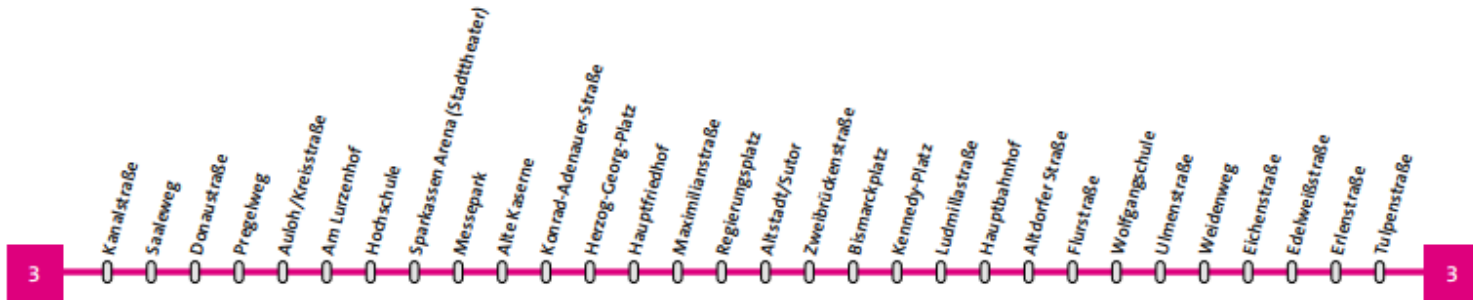 3
Kanalstraße
Saaleweg
Donaustraße
Pregelweg
Auloh/Kreisstraße
Am Lurzenhof
Hochschule
Sparkassen Arena (Stadttheater)
Messepark
Alte Kaserne
Konrad-Adenauer-Straße
Herzog-Georg-Platz
Hauptfriedhof
Maximilianstraße
Regierungsplatz
Altstadt/Sutor
Zweibrückenstraße
Bismarckplatz
Kennedy-Platz
Ludmillastraße
Hauptbahnhof
Altdorfer Straße
Flurstraße
Wolfgangschule
Ulmenstraße
Weidenweg
Eichenstraße
Edelweißstraße
Erlenstraße
Tulpenstraße
3